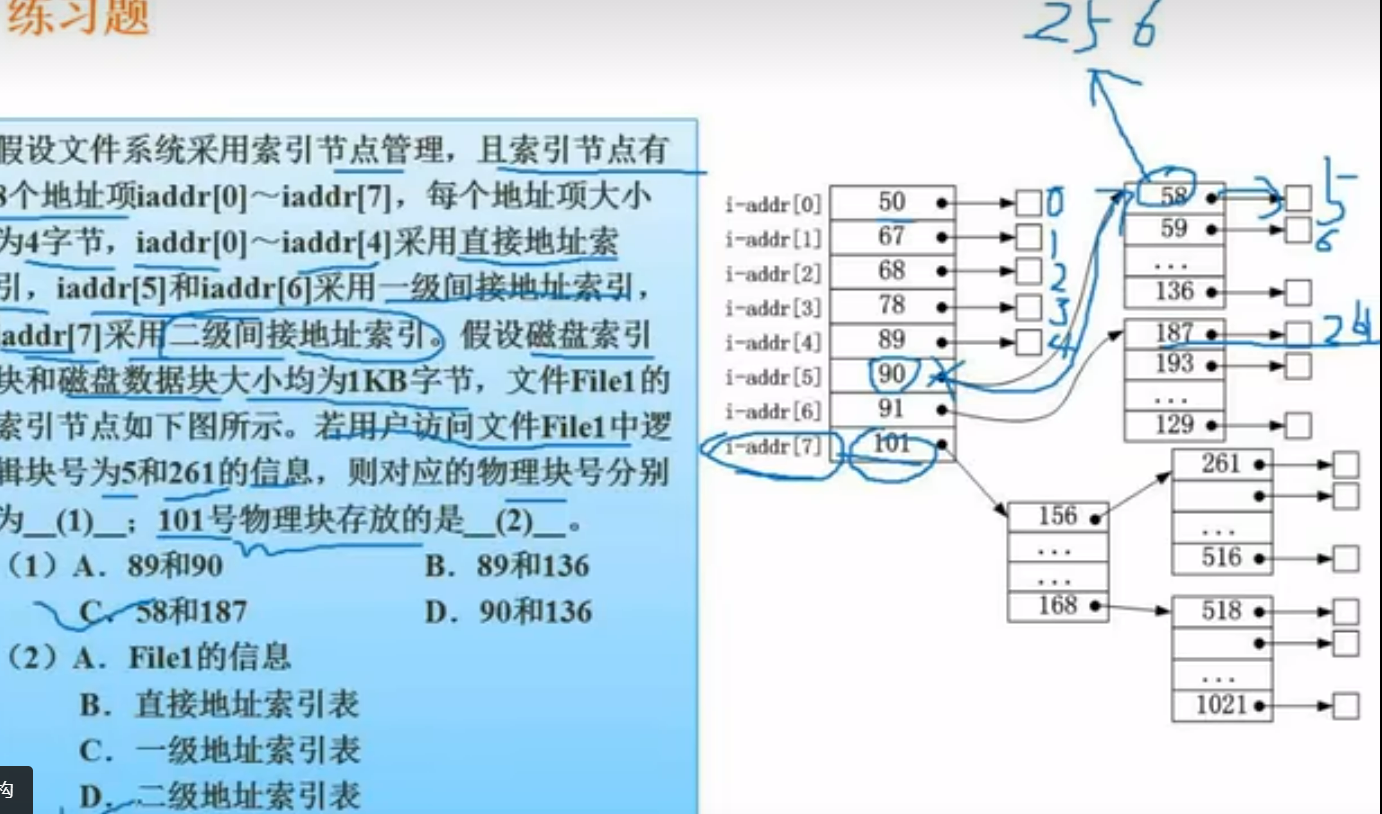 练习题
256
假设文件系统采用索引节点管理，且索引节点有
8个地址项iaddr[0]～iaddr[7]，每个地址项大小
为4字节，iaddr[0]～iaddr[4]采用直接地址索
引，iaddr[5]和iaddr[6]采用一级间接地址索引，
addr[7]采用二级间接地址索引。假设磁盘索引
块和磁盘数据块大小均为1KB字节，文件File1的
索引节点如下图所示。若用户访问文件File1中逻
辑块号为5和261的信息，则对应的物理块号分别
为__(1)__；101号物理块存放的是__(2)__。
（1）A．89和90 B．89和136
C．58和187 D．90和136
（2）A．File1的信息
B．直接地址索引表
C．一级地址索引表
D．二级地址索引表
构
i-addr[0] 50 0
i-addr[1] 67 1
i-addr[2] 68 2
i-addr[3] 78 3
i-addr[4] 89 4
i-addr[5] 90
i-addr[6] 91
i-addr[7] 101
58 5
59 6
...
136
187
193
...
129
156
...
...
168
261
...
516
518
...
1021